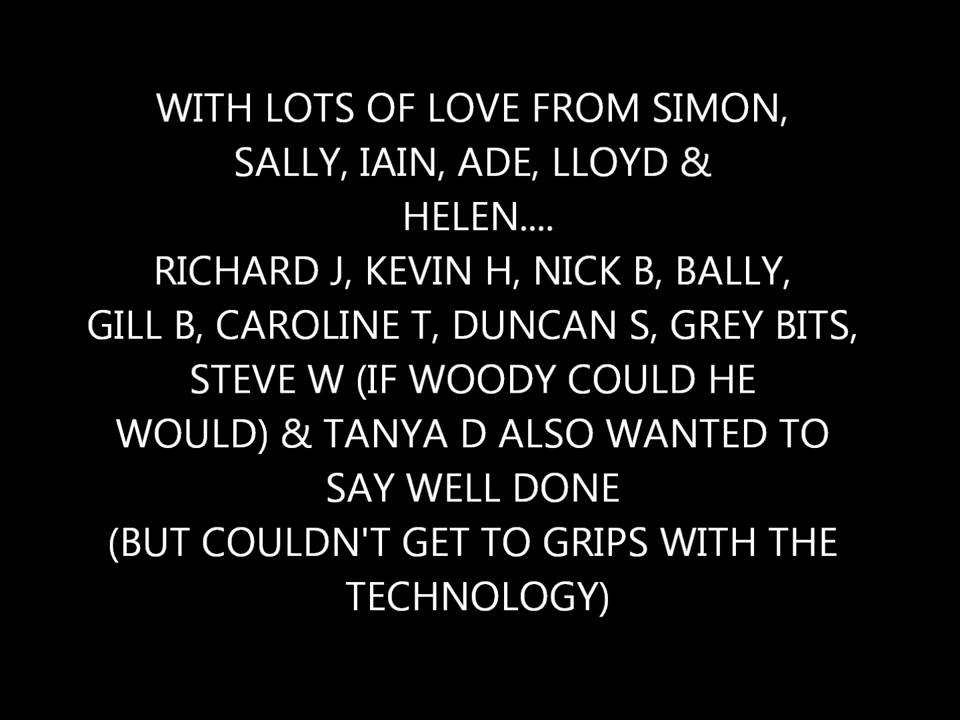 WITH LOTS OF LOVE FROM SIMON,
SALLY, IAIN, ADE, LLOYD &
HELEN....
RICHARD J, KEVIN H, NICK B, BALLY,
GILL B, CAROLINE T, DUNCAN S, GREY BITS,
STEVE W (IF WOODY COULD HE
WOULD) & TANYA D ALSO WANTED TO
SAY WELL DONE
(BUT COULDN'T GET TO GRIPS WITH THE
TECHNOLOGY)